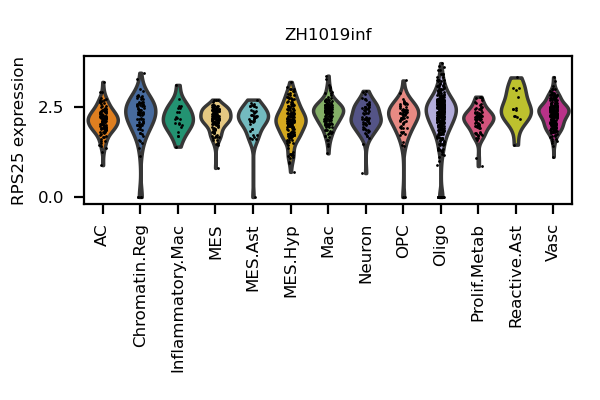 ZH1019inf
RPS25 expression
2.5
0.0
AC
Chromatin.Reg
Inflammatory.Mac
MES
MES.Ast
MES.Hyp
Mac
Neuron
OPC
Oligo
Prolif.Metab
Reactive.Ast
Vasc